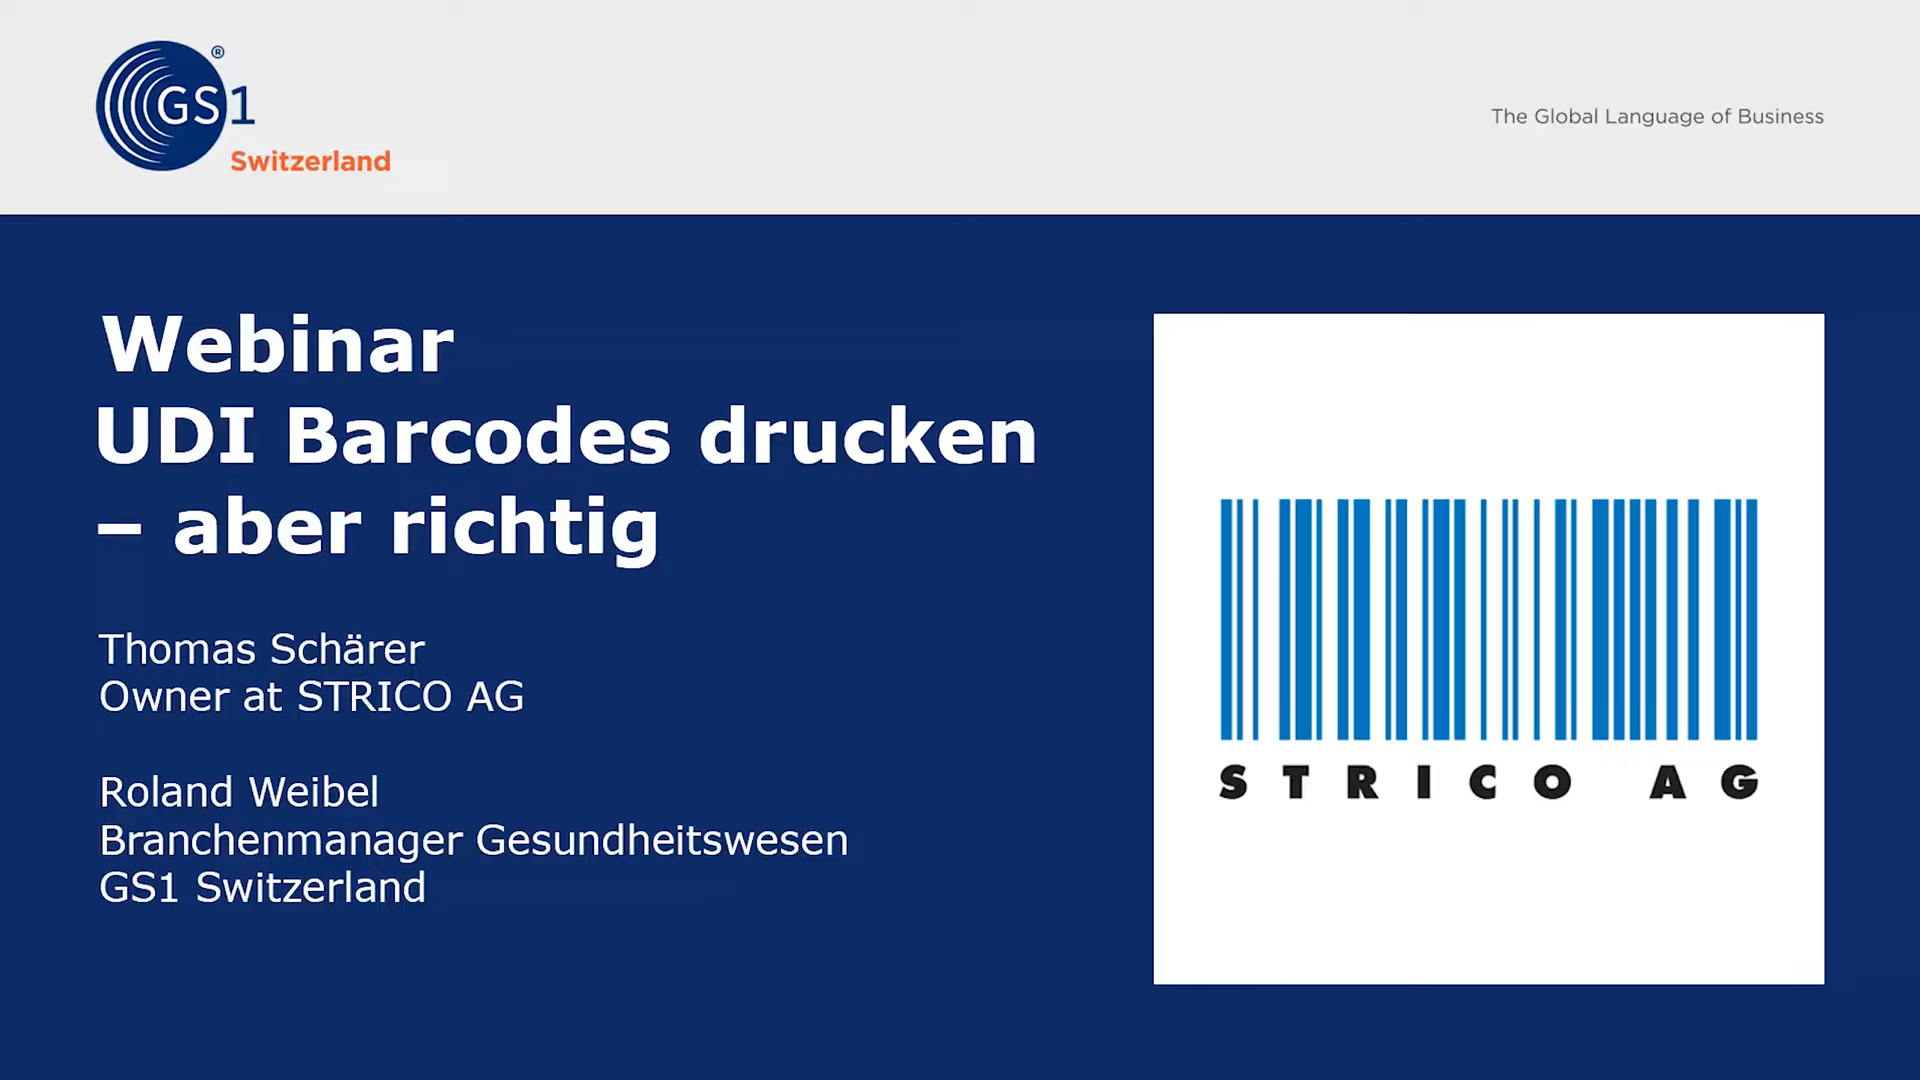 GS1®
Switzerland
The Global Language of Business
Webinar
UDI Barcodes drucken
– aber richtig
Thomas Schärer
Owner at STRICO AG
Roland Weibel
Branchenmanager Gesundheitswesen
GS1 Switzerland
STRICO AG